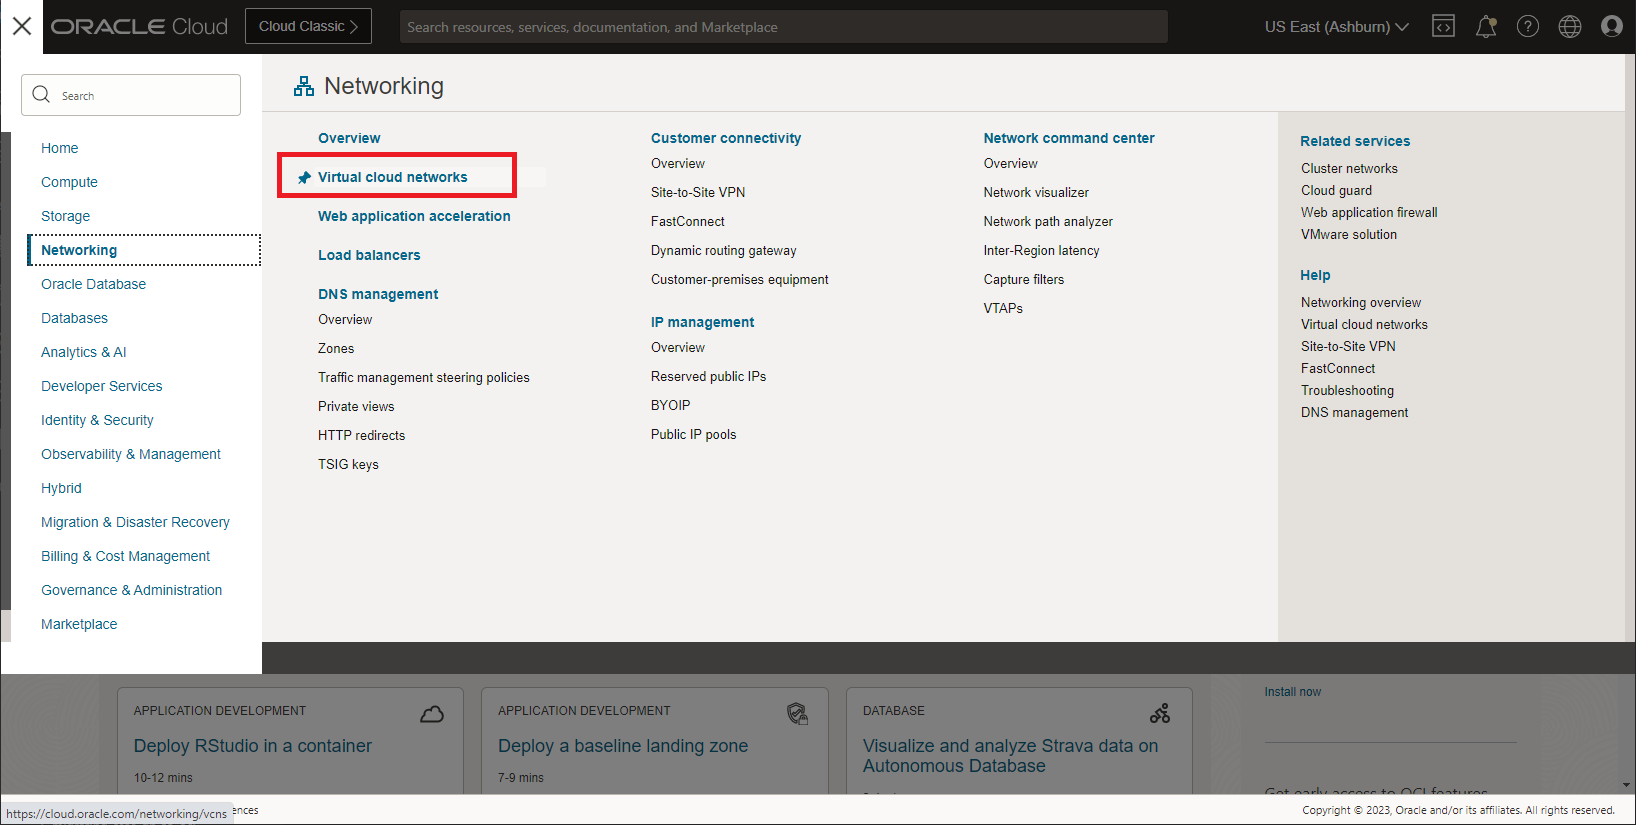 ORACLE Cloud
Cloud Classic
Search resources, services, documentation, and Marketplace
US East (Ashburn)
Search
Home
Compute
Storage
Networking
Oracle Database
Databases
Analytics & AI
Developer Services
Identity & Security
Observability & Management
Hybrid
Migration & Disaster Recovery
Billing & Cost Management
Governance & Administration
Marketplace
Networking
Overview
Virtual cloud networks
Web application acceleration
Load balancers
DNS management
Overview
Zones
Traffic management steering policies
Private views
HTTP redirects
TSIG keys
Customer connectivity
Overview
Site-to-Site VPN
FastConnect
Dynamic routing gateway
Customer-premises equipment
IP management
Overview
Reserved public IPs
BYOIP
Public IP pools
Network command center
Overview
Network visualizer
Network path analyzer
Inter-Region latency
Capture filters
VTAPs
Related services
Cluster networks
Cloud guard
Web application firewall
VMware solution
Help
Networking overview
Virtual cloud networks
Site-to-Site VPN
FastConnect
Troubleshooting
DNS management
APPLICATION DEVELOPMENT
Deploy RStudio in a container
10-12 mins
APPLICATION DEVELOPMENT
Deploy a baseline landing zone
7-9 mins
DATABASE
Visualize and analyze Strava data on
Autonomous Database
Install now
Get early access to OCI features
https://cloud.oracle.com/networking/vcns
ences
Copyright © 2023, Oracle and/or its affiliates. All rights reserved.